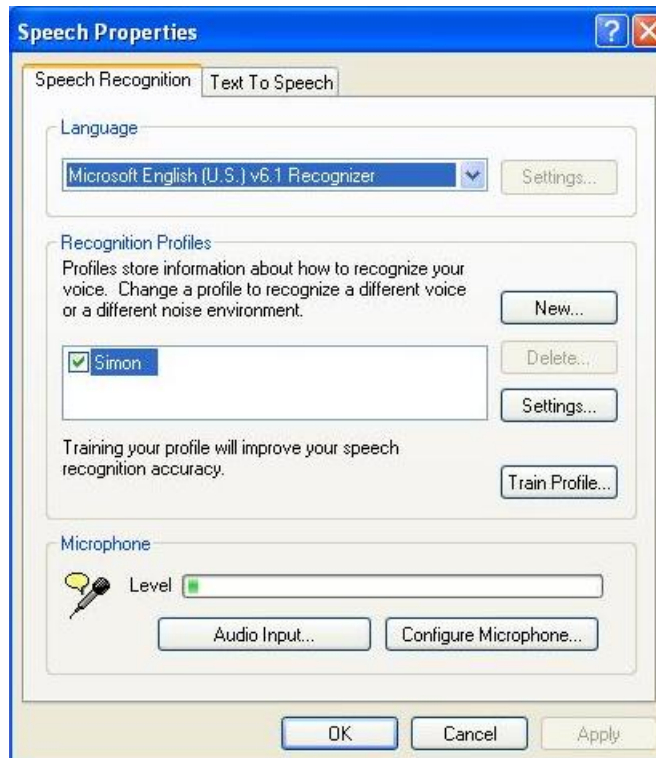 Speech Properties
Speech Recognition
Text To Speech
Language
Microsoft English (U.S.) v6.1 Recognizer
Settings...
Recognition Profiles
Profiles store information about how to recognize your
voice. Change a profile to recognize a different voice
or a different noise environment.
New...
Simon
Delete...
Settings...
Training your profile will improve your speech
recognition accuracy.
Train Profile...
Microphone
Level
Audio Input...
Configure Microphone...
OK
Cancel
Apply